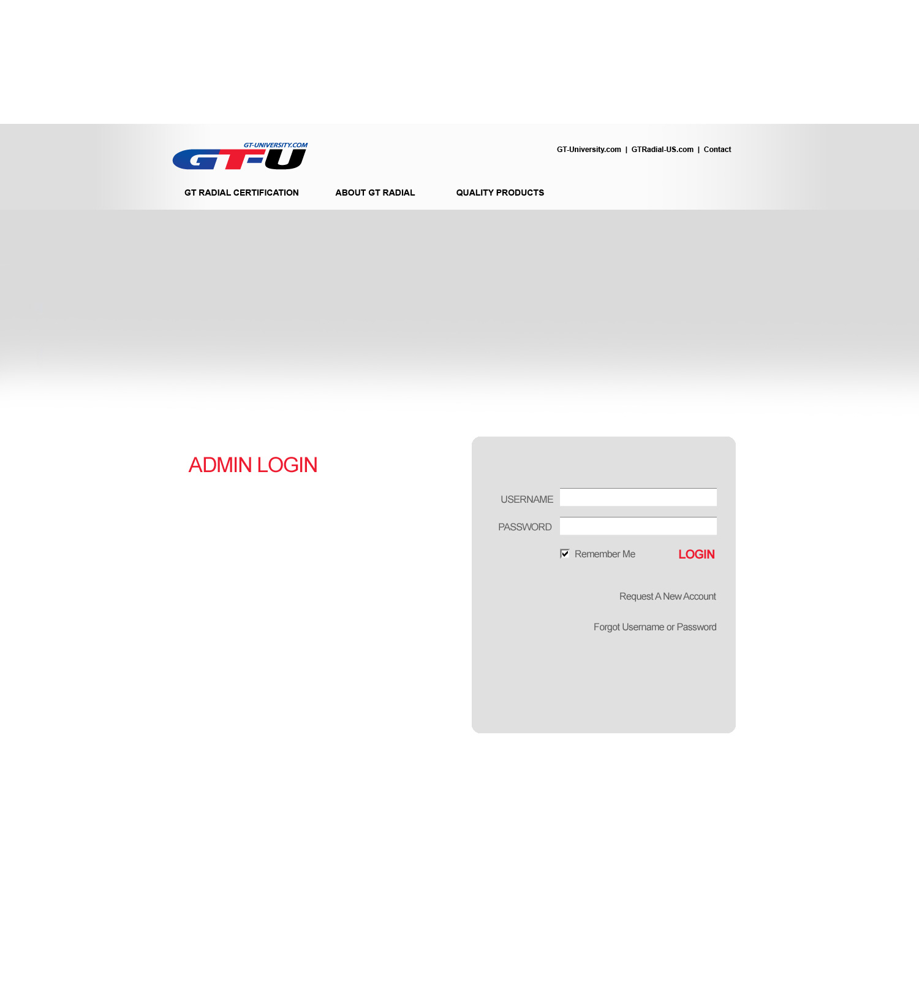 GT-UNIVERSITY.COM
GT-U
GT-University.com | GTRadial-US.com | Contact
GT RADIAL CERTIFICATION ABOUT GT RADIAL QUALITY PRODUCTS
ADMIN LOGIN
USERNAME
PASSWORD
Remember Me LOGIN
Request A New Account
Forgot Username or Password